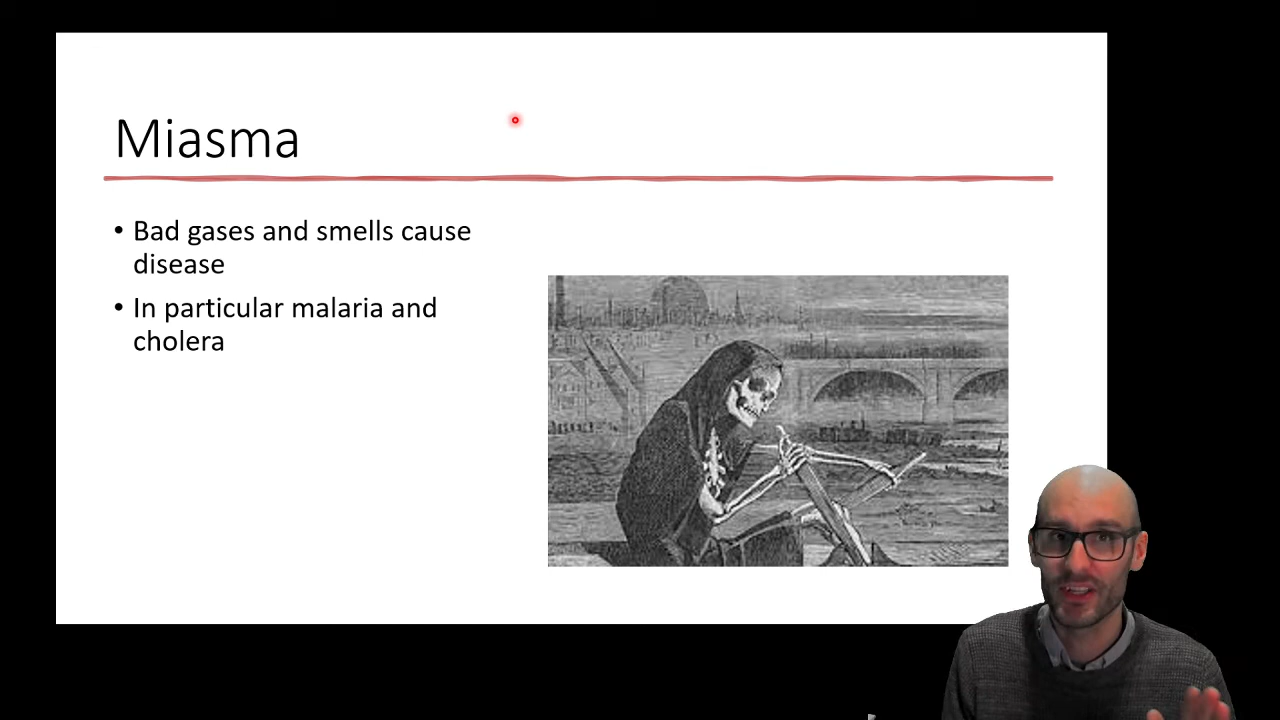 Miasma
• Bad gases and smells cause
disease
• In particular malaria and
cholera